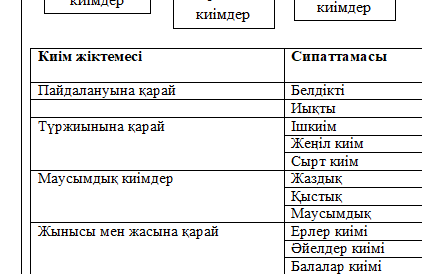 киімдер
киімдер
киімдер
Киім жіктемесі Сипаттамасы
Пайдалануына қарай Белдікті
Иықты
Түржиынына қарай Ішкиім
Жеңіл киім
Сырт киім
Маусымдық киімдер Жаздық
Қыстық
Маусымдық
Жынысы мен жасына қарай Ерлер киімі
Әйелдер киімі
Балалар киімі